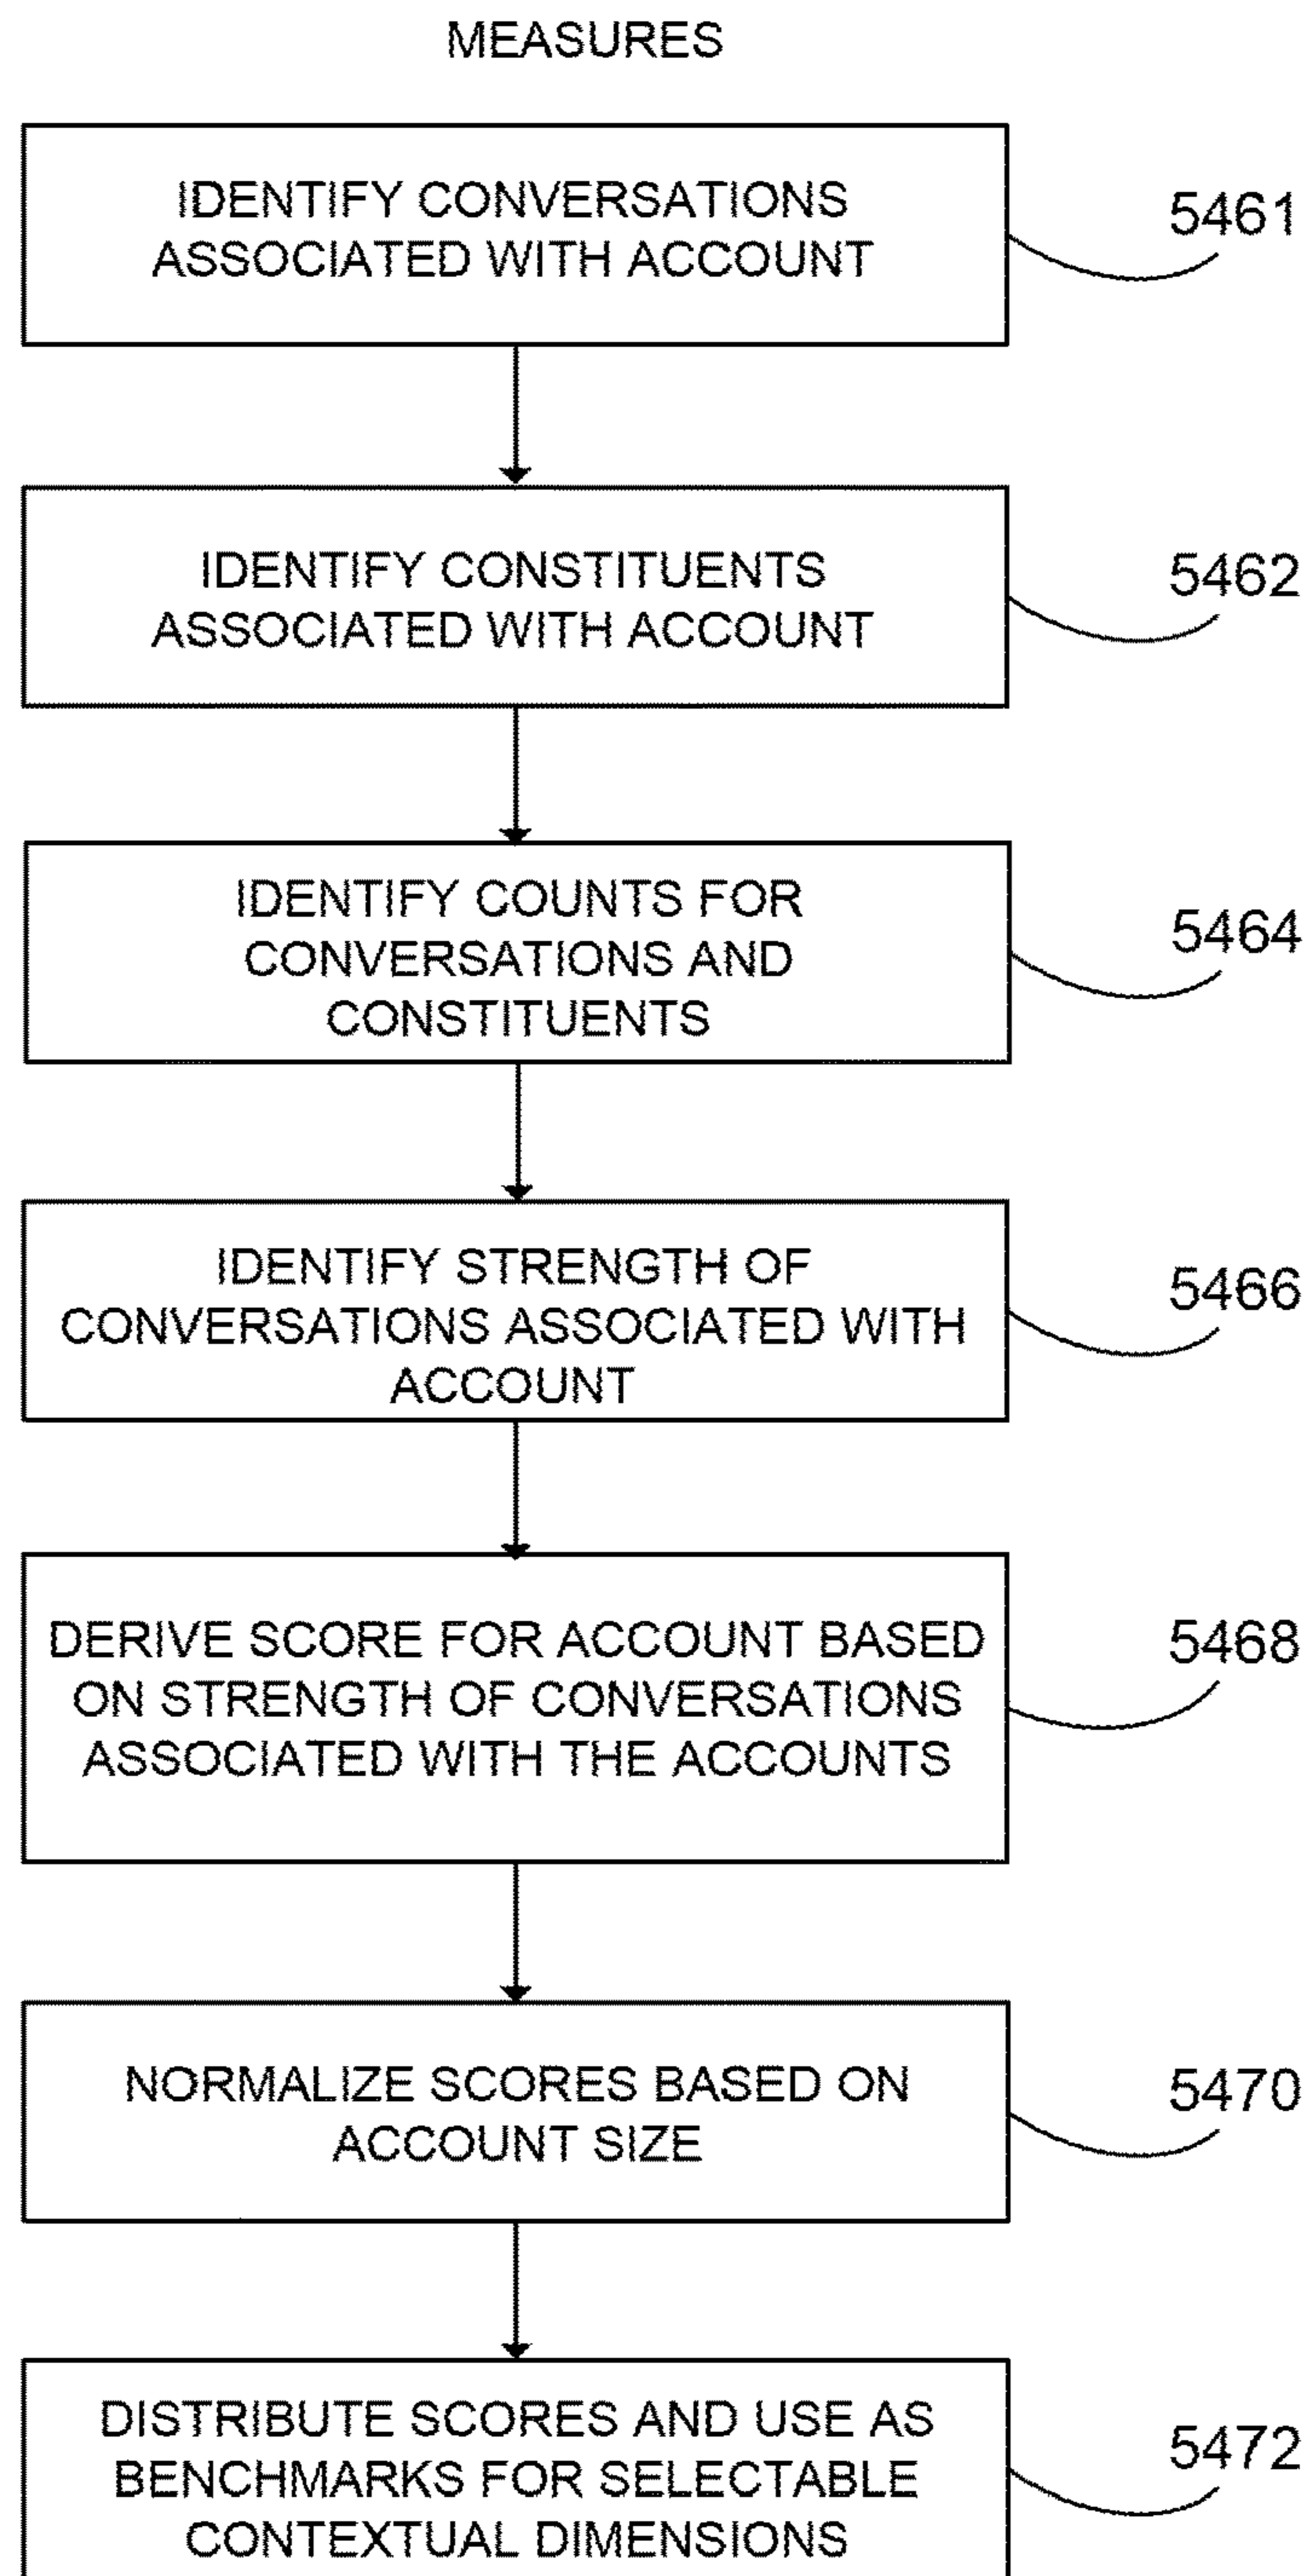 MEASURES
IDENTIFY CONVERSATIONS
ASSOCIATED WITH ACCOUNT
5461
IDENTIFY CONSTITUENTS
ASSOCIATED WITH ACCOUNT
5462
IDENTIFY COUNTS FOR
CONVERSATIONS AND
CONSTITUENTS
5464
IDENTIFY STRENGTH OF
CONVERSATIONS ASSOCIATED WITH
ACCOUNT
5466
DERIVE SCORE FOR ACCOUNT BASED
ON STRENGTH OF CONVERSATIONS
ASSOCIATED WITH THE ACCOUNTS
5468
NORMALIZE SCORES BASED ON
ACCOUNT SIZE
5470
DISTRIBUTE SCORES AND USE AS
BENCHMARKS FOR SELECTABLE
CONTEXTUAL DIMENSIONS
5472